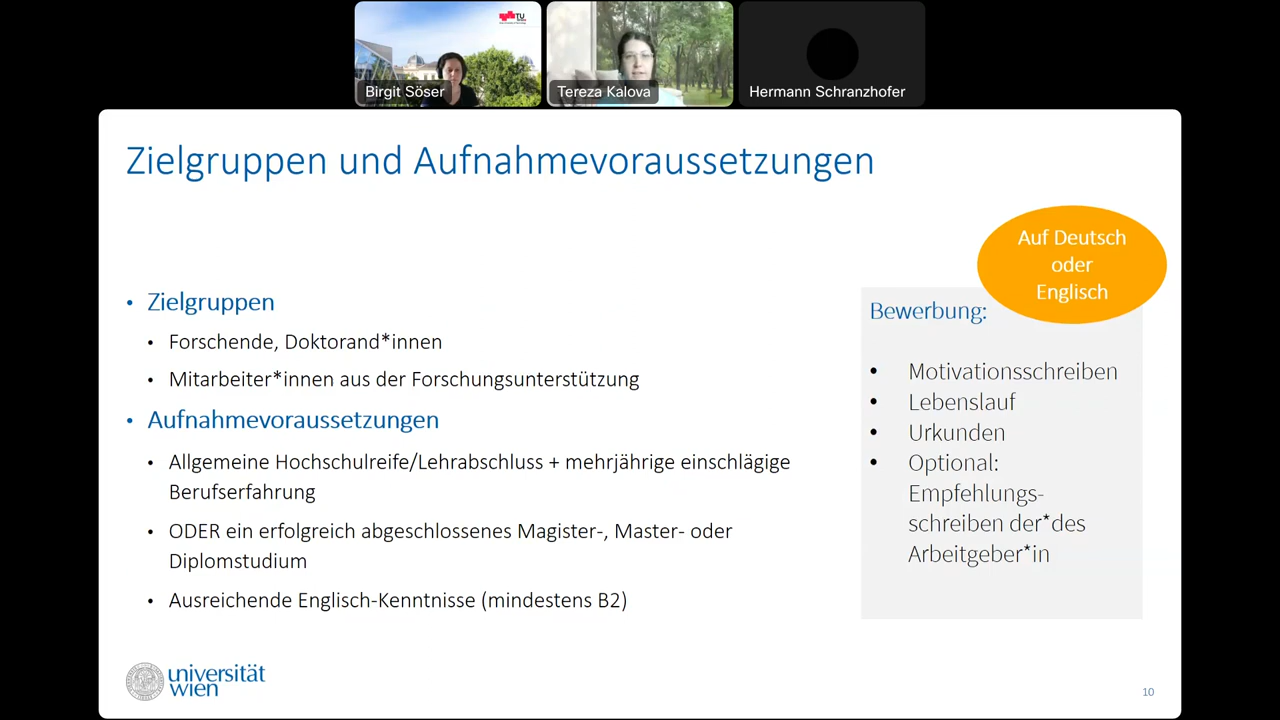 TU
Birgit Söser
Tereza Kalova
Hermann Schranzhofer
Zielgruppen und Aufnahmevoraussetzungen
• Zielgruppen
• Forschende, Doktorand*innen
• Mitarbeiter*innen aus der Forschungsunterstützung
• Aufnahmevoraussetzungen
• Allgemeine Hochschulreife/Lehrabschluss + mehrjährige einschlägige
Berufserfahrung
• ODER ein erfolgreich abgeschlossenes Magister-, Master- oder
Diplomstudium
• Ausreichende Englisch-Kenntnisse (mindestens B2)
Auf Deutsch
oder
Englisch
Bewerbung:
• Motivationsschreiben
• Lebenslauf
• Urkunden
• Optional:
Empfehlungs-
schreiben der*des
Arbeitgeber*in
universität
wien
10